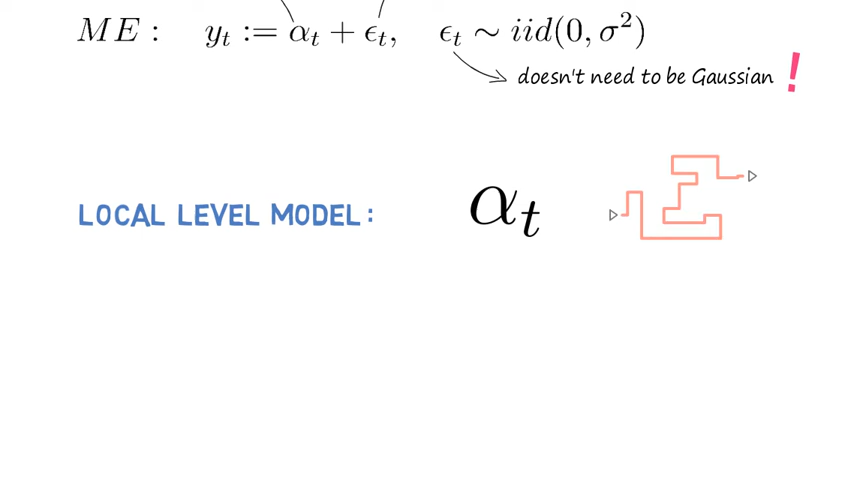 ME : y_t := α_t + ϵ_t, ϵ_t ∼ iid(0, σ²)
doesn't need to be Gaussian !
LOCAL LEVEL MODEL : α_t